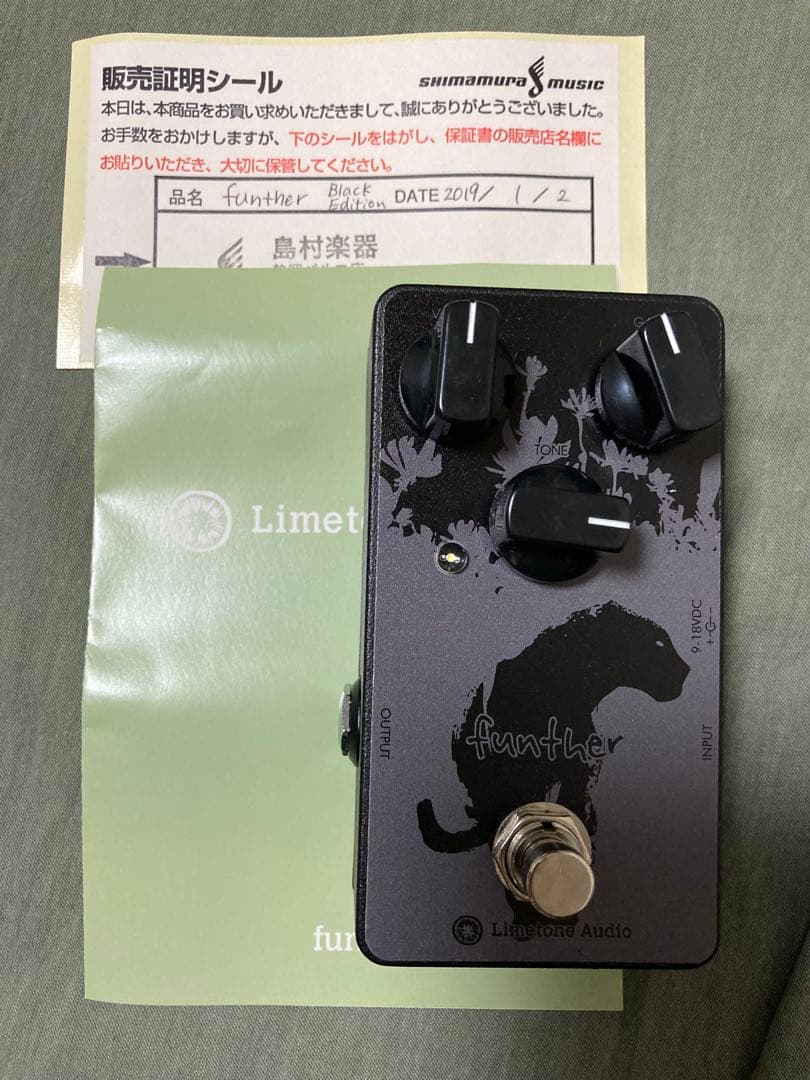 販売証明シール
SHIMAMURA MUSIC
本日は、本商品をお買い求めいただきまして、誠にありがとうございました。
お手数をおかけしますが、下のシールをはがし、保証書の販売店名欄に
お貼りいただき、大切に保管してください。
品名 funther Black Edition DATE 2019/1/2
島村楽器
Limeto
TONE
9-18VDC
OUTPUT
INPUT
funther
Limetone Audio
fun